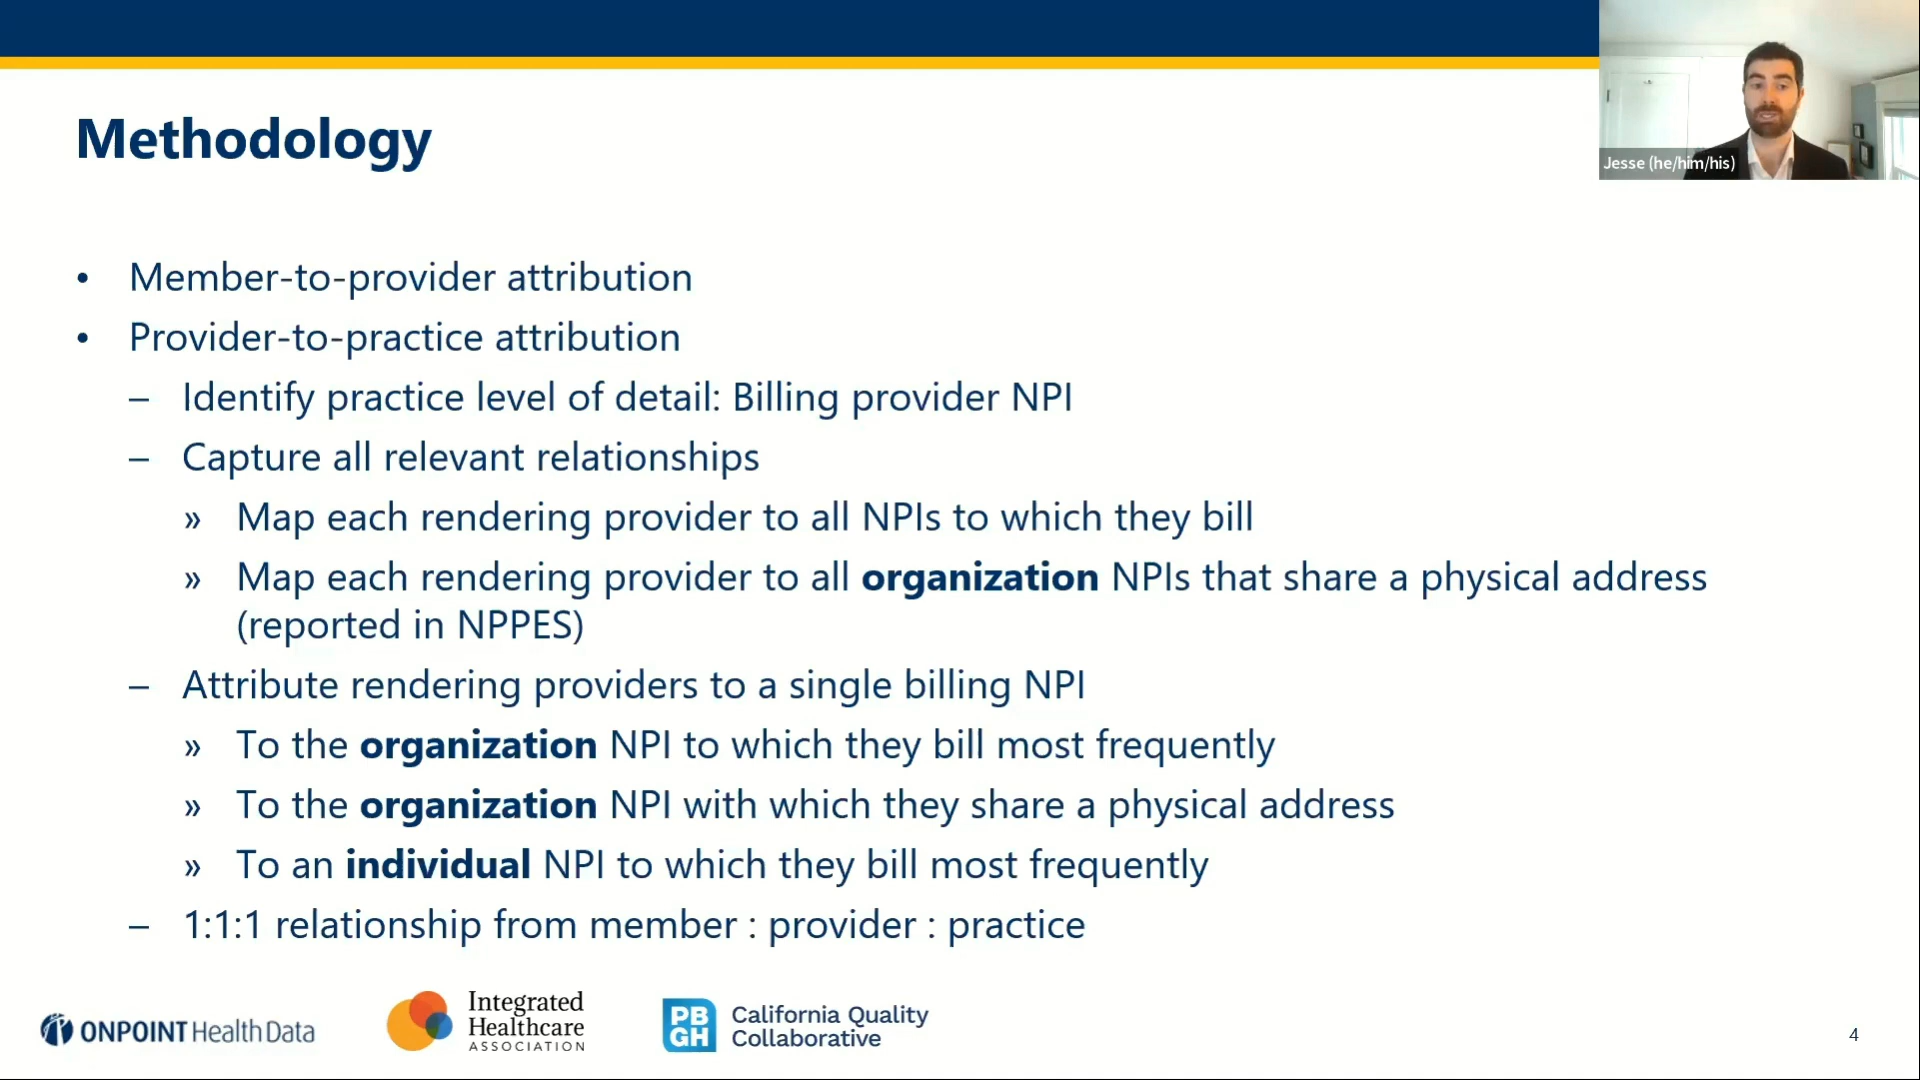 Jesse (he/him/his)
Methodology
• Member-to-provider attribution
• Provider-to-practice attribution
– Identify practice level of detail: Billing provider NPI
– Capture all relevant relationships
» Map each rendering provider to all NPIs to which they bill
» Map each rendering provider to all organization NPIs that share a physical address
(reported in NPPES)
– Attribute rendering providers to a single billing NPI
» To the organization NPI to which they bill most frequently
» To the organization NPI with which they share a physical address
» To an individual NPI to which they bill most frequently
– 1:1:1 relationship from member : provider : practice
ONPOINT Health Data
Integrated
Healthcare
ASSOCIATION
PB
GH
California Quality
Collaborative
4